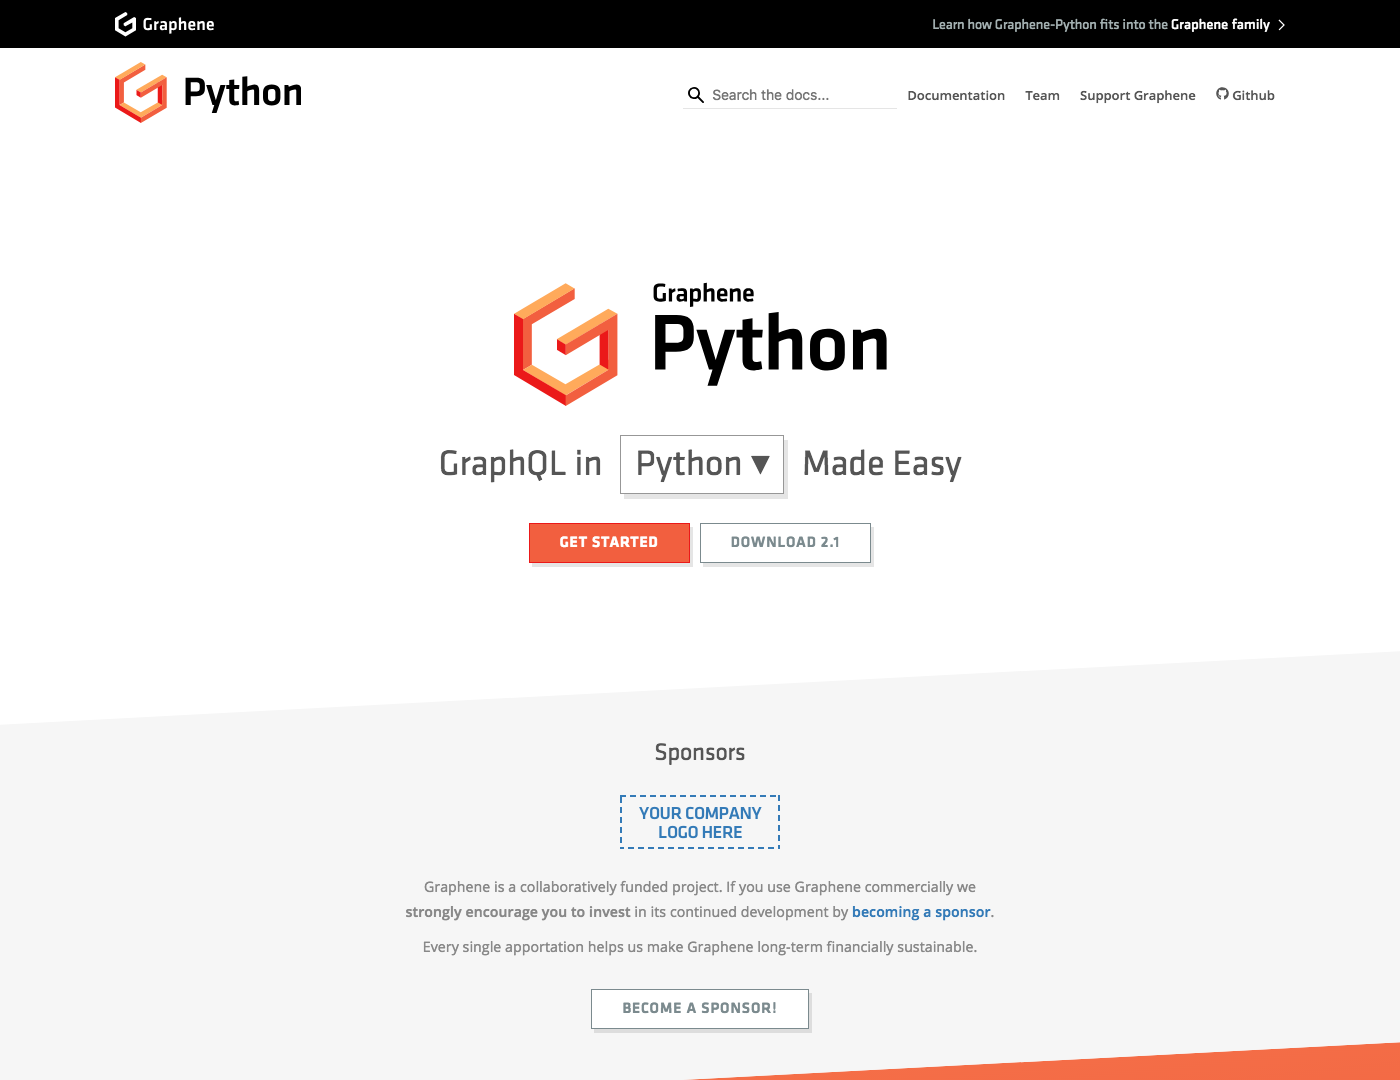 Graphene
Learn how Graphene-Python fits into the Graphene family
Python
Search the docs...
Documentation
Team
Support Graphene
Github
Graphene
Python
GraphQL in Python ▼ Made Easy
GET STARTED
DOWNLOAD 2.1
Sponsors
YOUR COMPANY
LOGO HERE
Graphene is a collaboratively funded project. If you use Graphene commercially we
strongly encourage you to invest in its continued development by becoming a sponsor.
Every single apportation helps us make Graphene long-term financially sustainable.
BECOME A SPONSOR!